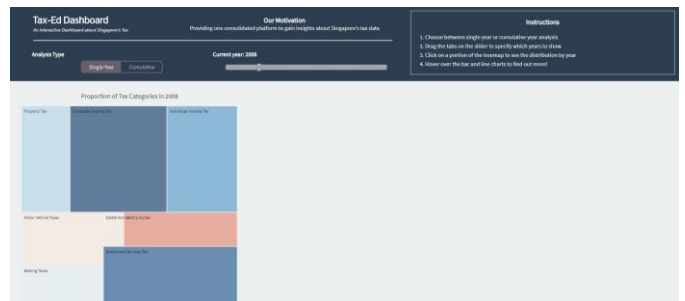 Tax-Ed Dashboard
An Interactive Dashboard about Singapore's Tax
Our Motivation
Providing one consolidated platform to gain insights about Singapore's tax data
Instructions
1. Choose between single-year or cumulative year analysis
2. Drag the tabs on the slider to specify which years to show
3. Click on a portion of the treemap to see the distribution by year
4. Hover over the bar and line charts to find out more!
Analysis Type
Single Year
Cumulative
Current year: 2008
Proportion of Tax Categories in 2008
Property Tax
Corporate Income Tax
Individual Income Tax
Motor Vehicle Taxes
Estate Duty
Stamp Duties
Goods and Services Tax
Betting Taxes